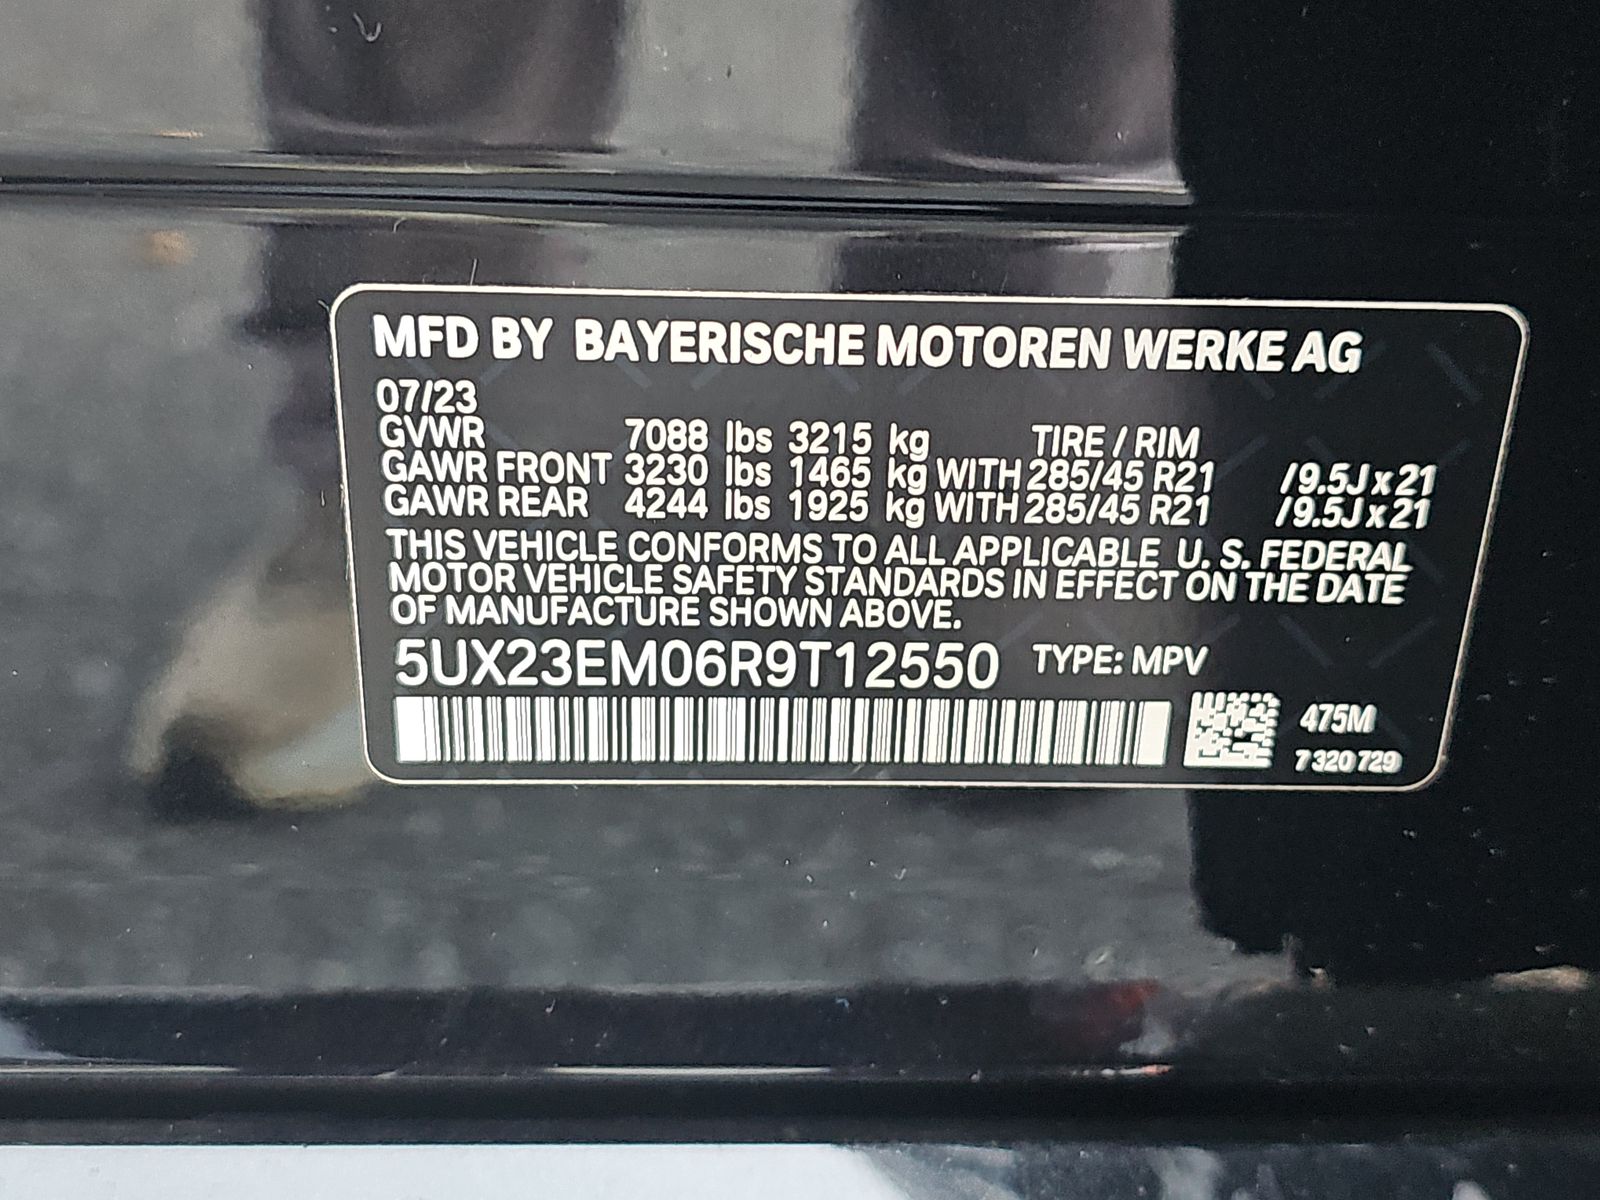 MFD BY BAYERISCHE MOTOREN WERKE AG
07/23
GVWR 7088 lbs 3215 kg TIRE / RIM
GAWR FRONT 3230 lbs 1465 kg WITH 285/45 R21 /9.5J x 21
GAWR REAR 4244 lbs 1925 kg WITH 285/45 R21 /9.5J x 21
THIS VEHICLE CONFORMS TO ALL APPLICABLE U. S. FEDERAL
MOTOR VEHICLE SAFETY STANDARDS IN EFFECT ON THE DATE
OF MANUFACTURE SHOWN ABOVE.
5UX23EM06R9T12550 TYPE: MPV
475M
7 320 729